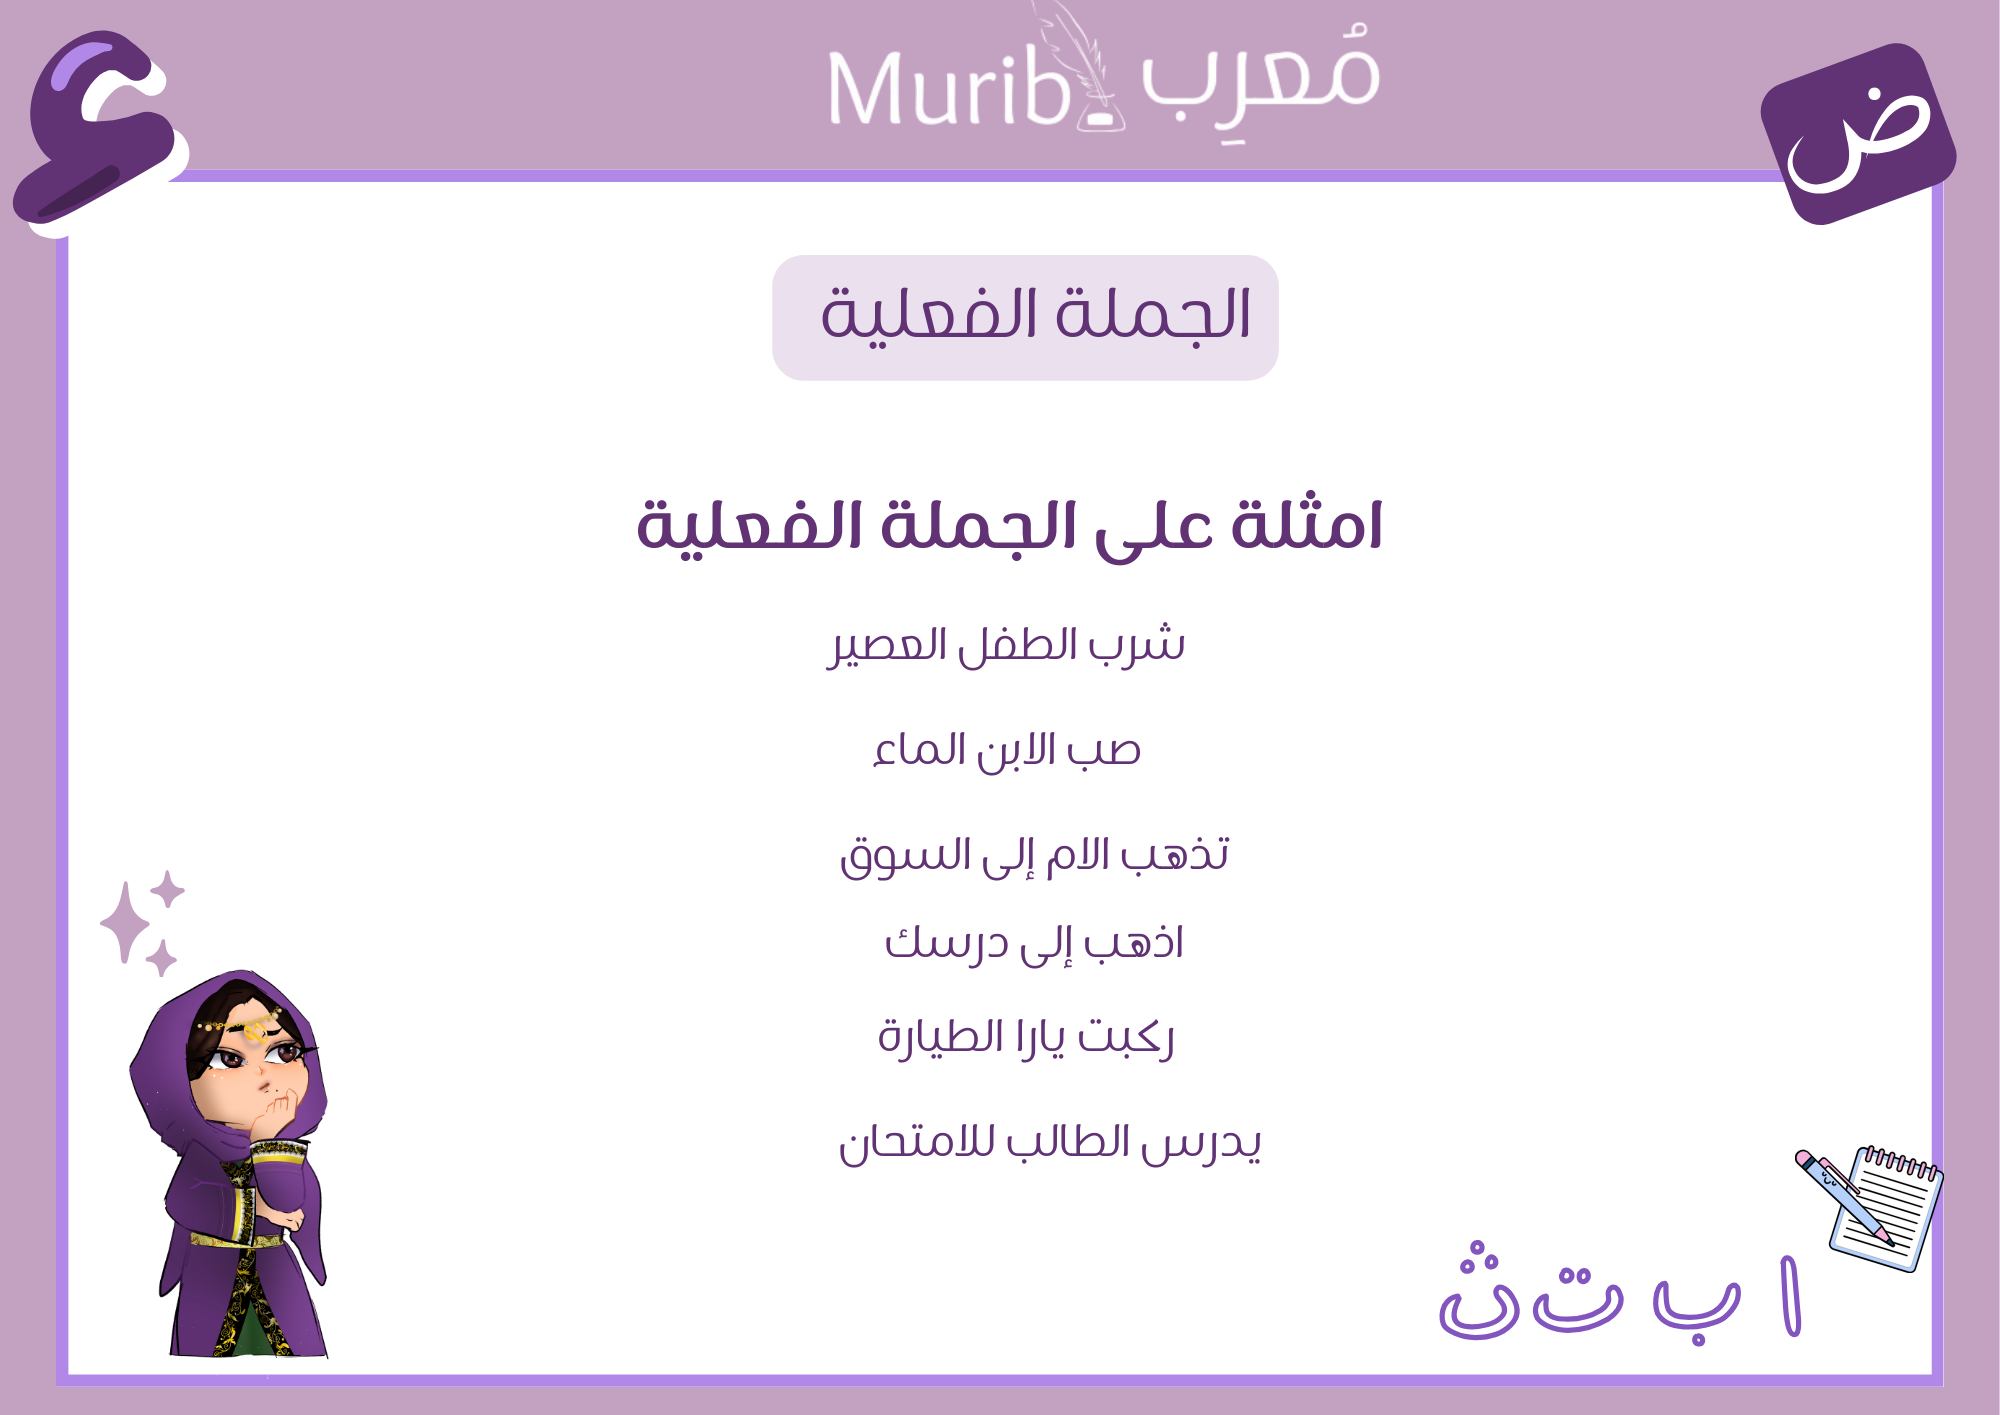 Murib مُعرِب
ء
ض
الجملة الفعلية
امثلة على الجملة الفعلية
شرب الطفل العصير
صب الابن الماء
تذهب الام إلى السوق
اذهب إلى درسك
ركبت يارا الطيارة
يدرس الطالب للامتحان
ا ب ت ث